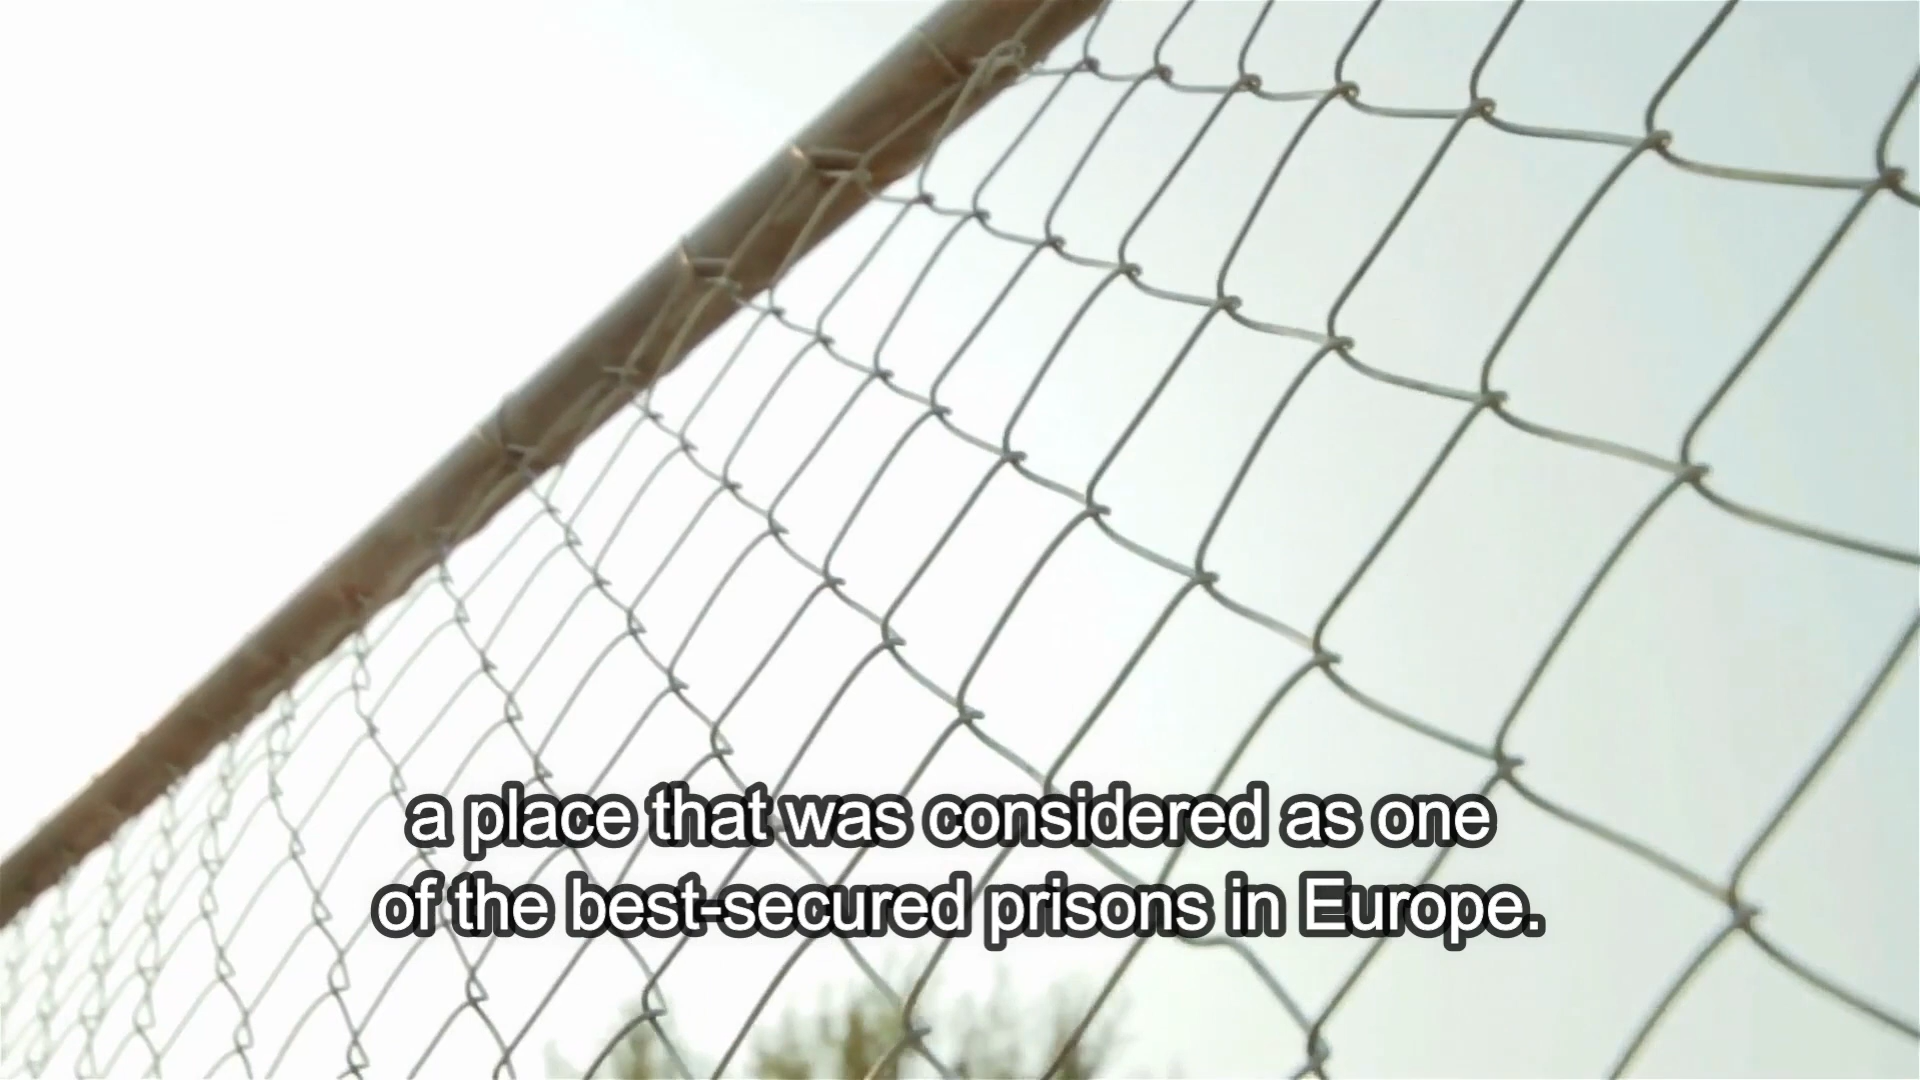 a place that was considered as one
of the best-secured prisons in Europe.